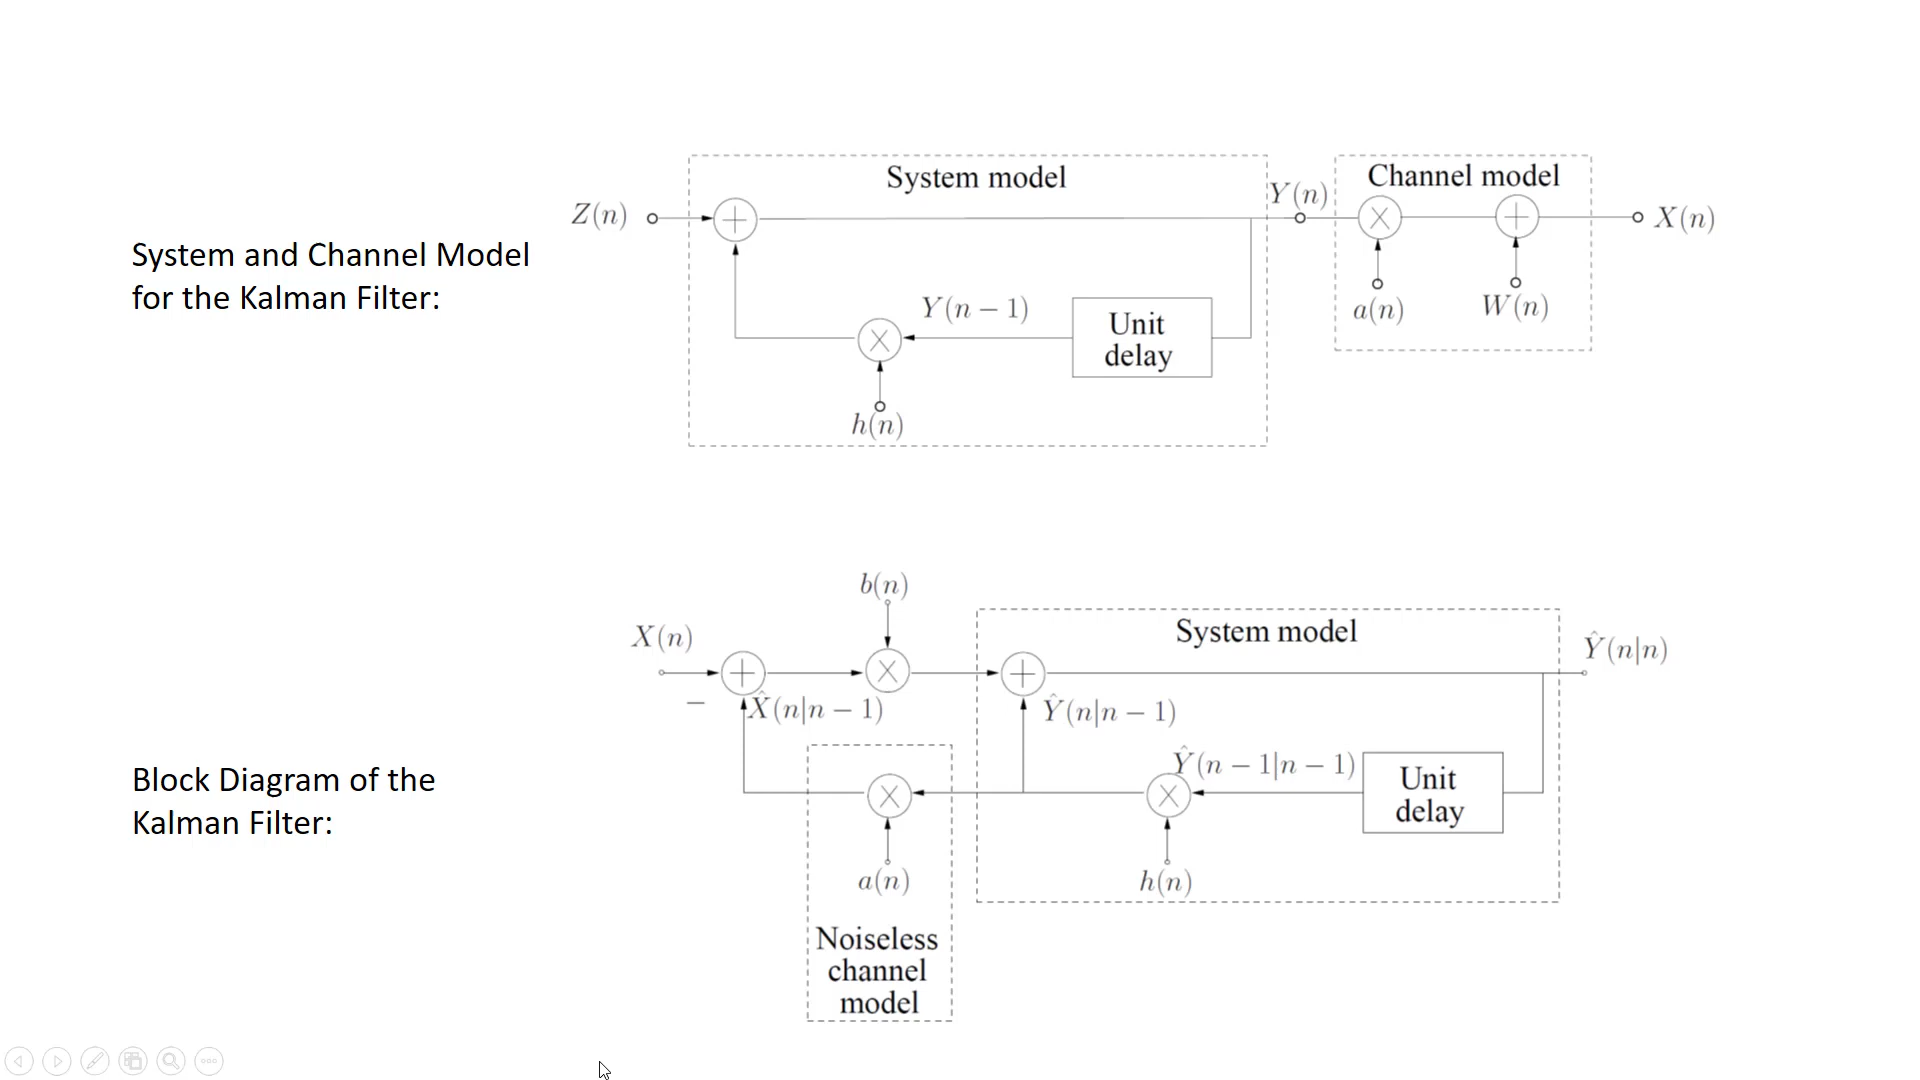 System model
Channel model
Z(n)
Y(n)
X(n)
System and Channel Model
for the Kalman Filter:
Y(n − 1)
Unit
delay
a(n)
W(n)
h(n)
b(n)
X(n)
System model
Ŷ(n|n)
−
X̂(n|n − 1)
Ŷ(n|n − 1)
Block Diagram of the
Kalman Filter:
Ŷ(n − 1|n − 1)
Unit
delay
a(n)
h(n)
Noiseless
channel
model